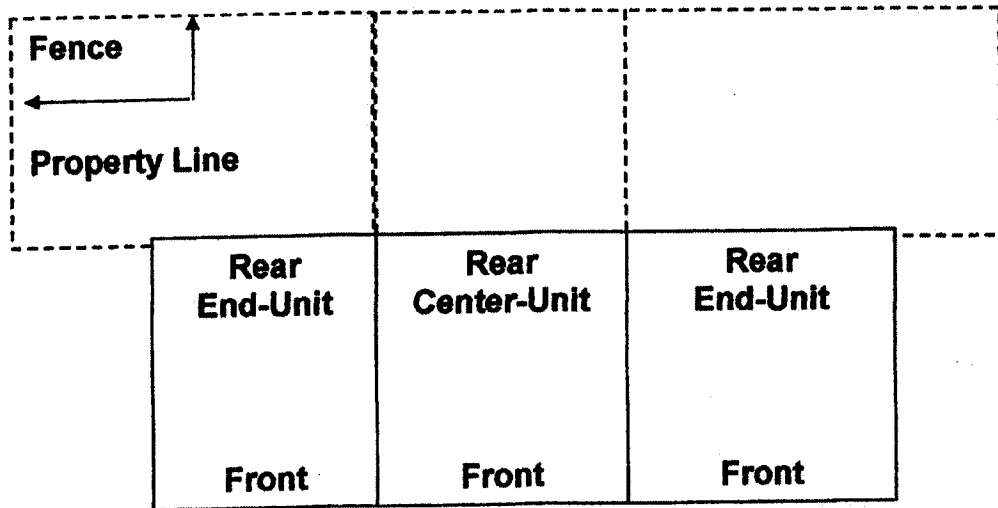 Fence
Property Line
Rear
End-Unit
Rear
Center-Unit
Rear
End-Unit
Front
Front
Front